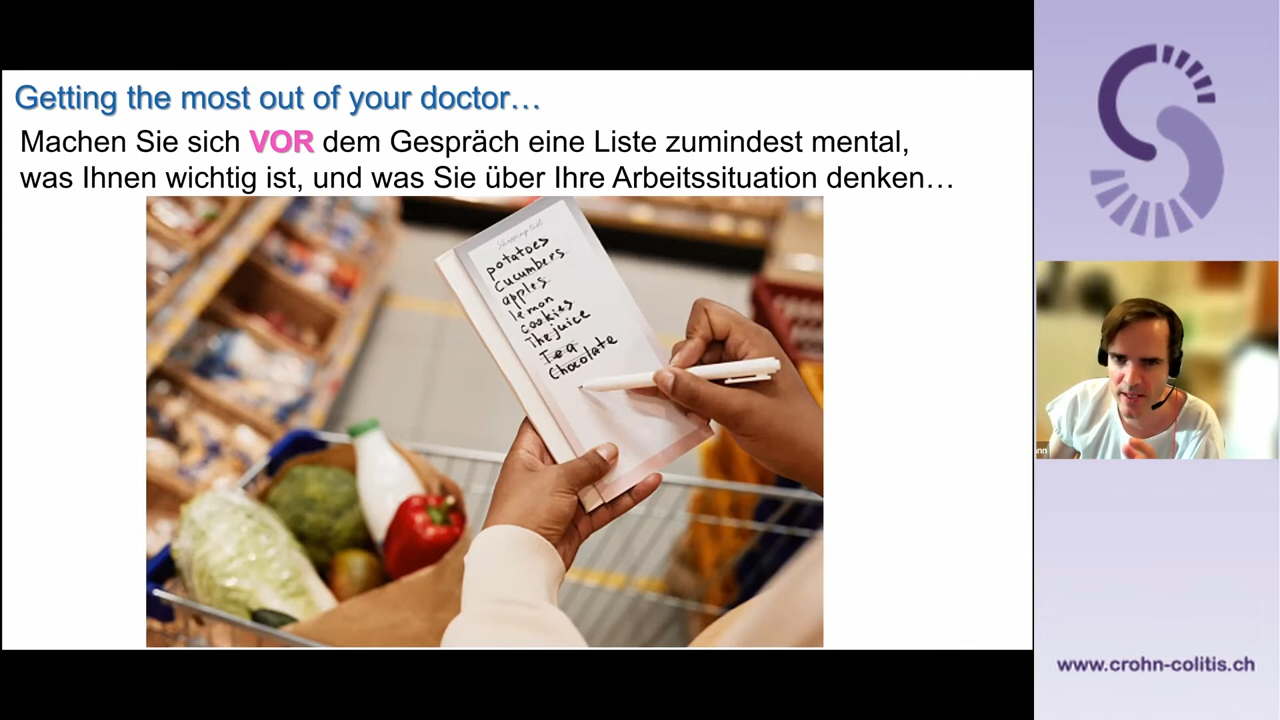 Getting the most out of your doctor…
Machen Sie sich VOR dem Gespräch eine Liste zumindest mental,
was Ihnen wichtig ist, und was Sie über Ihre Arbeitssituation denken…
Shopping list
potatoes
Cucumbers
apples
lemon
cookies
The juice
Tea
Chocolate
www.crohn-colitis.ch